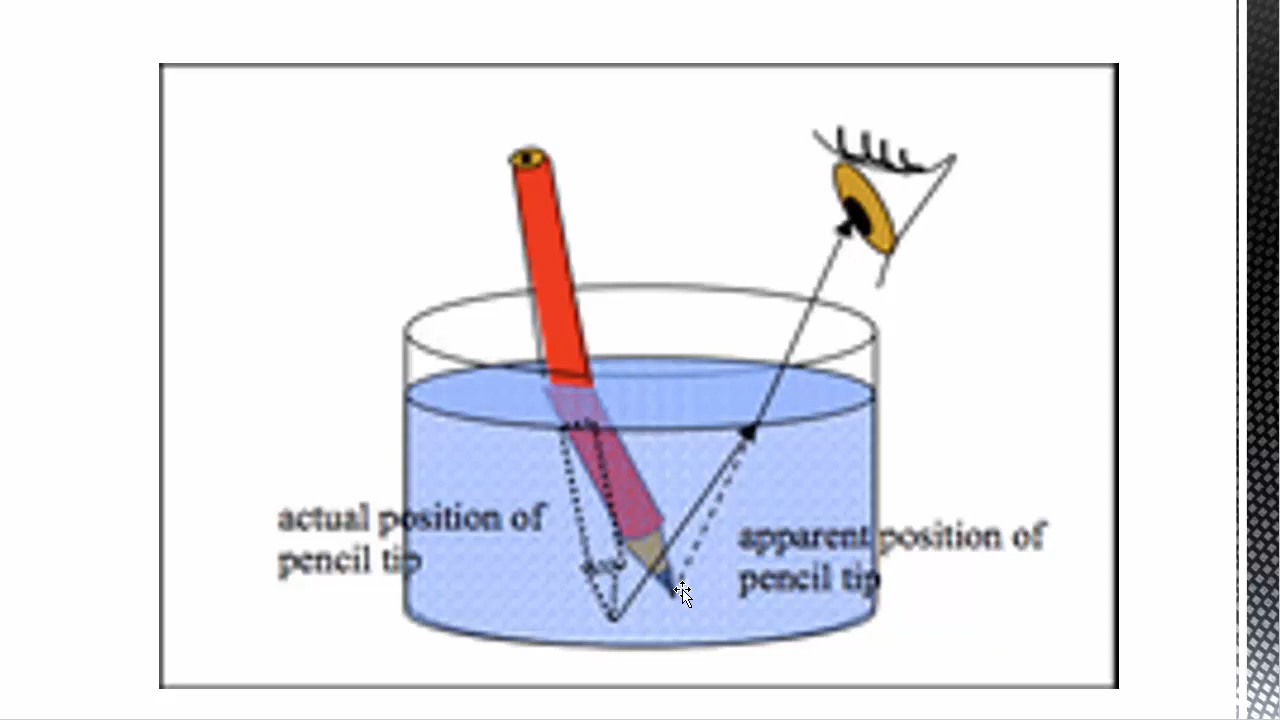 actual position of
pencil tip
apparent position of
pencil tip